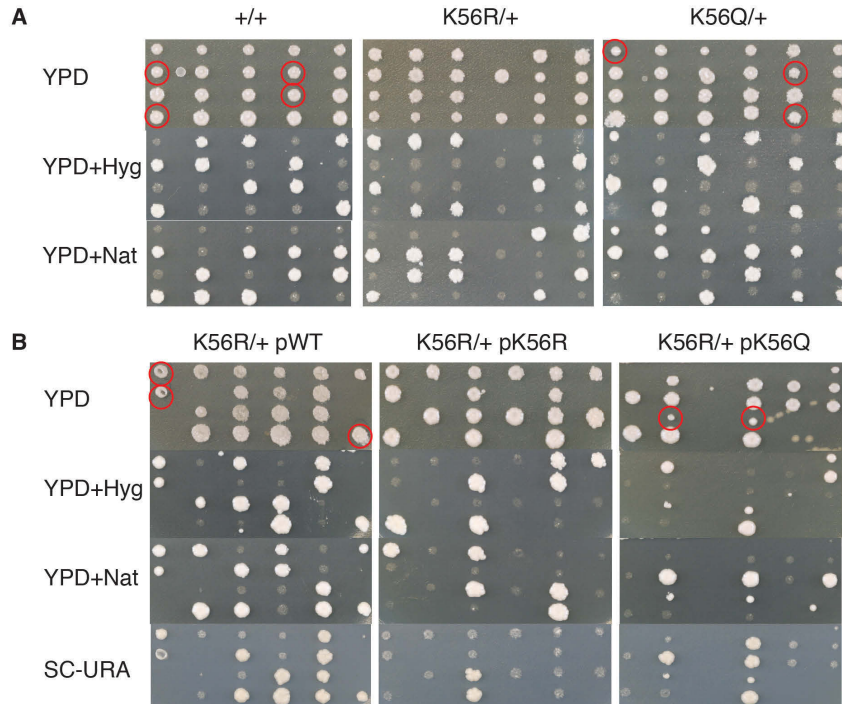 A
+/+
K56R/+
K56Q/+
YPD
YPD+Hyg
YPD+Nat
B
K56R/+ pWT
K56R/+ pK56R
K56R/+ pK56Q
YPD
YPD+Hyg
YPD+Nat
SC-URA